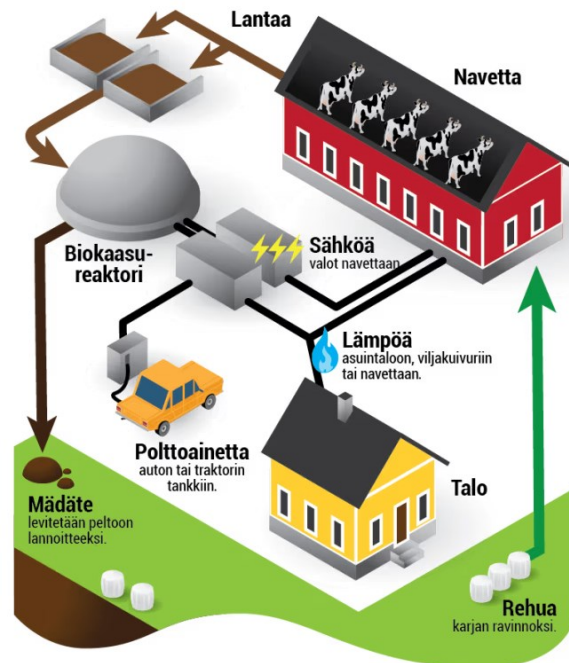 Lantaa
Navetta
Biokaasu-
reaktori
Sähköä
valot navettaan
Lämpöä
asuintaloon, viljakuivuriin
tai navettaan.
Polttoainetta
auton tai traktorin
tankkiin.
Talo
Mädäte
levitetään peltoon
lannoitteeksi.
Rehua
karjan ravinnoksi.